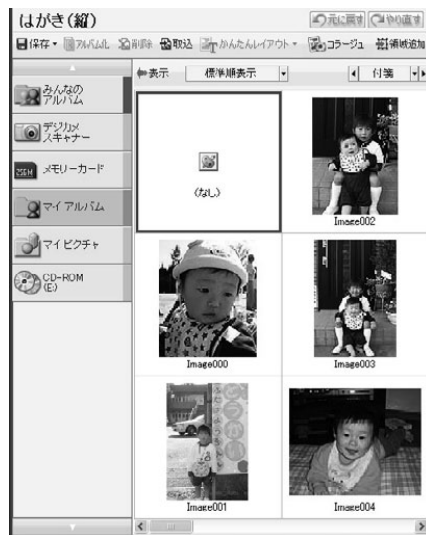 はがき(縦)
元に戻す やり直す
保存 アルバム化 削除 取込 かんたんレイアウト コラージュ 領域追加
みんなの
アルバム
デジカメ
スキャナー
メモリーカード
マイアルバム
マイピクチャ
CD-ROM
(E:)
表示 標準順表示 付箋
(なし)
Image002
Image000
Image003
Image001
Image004